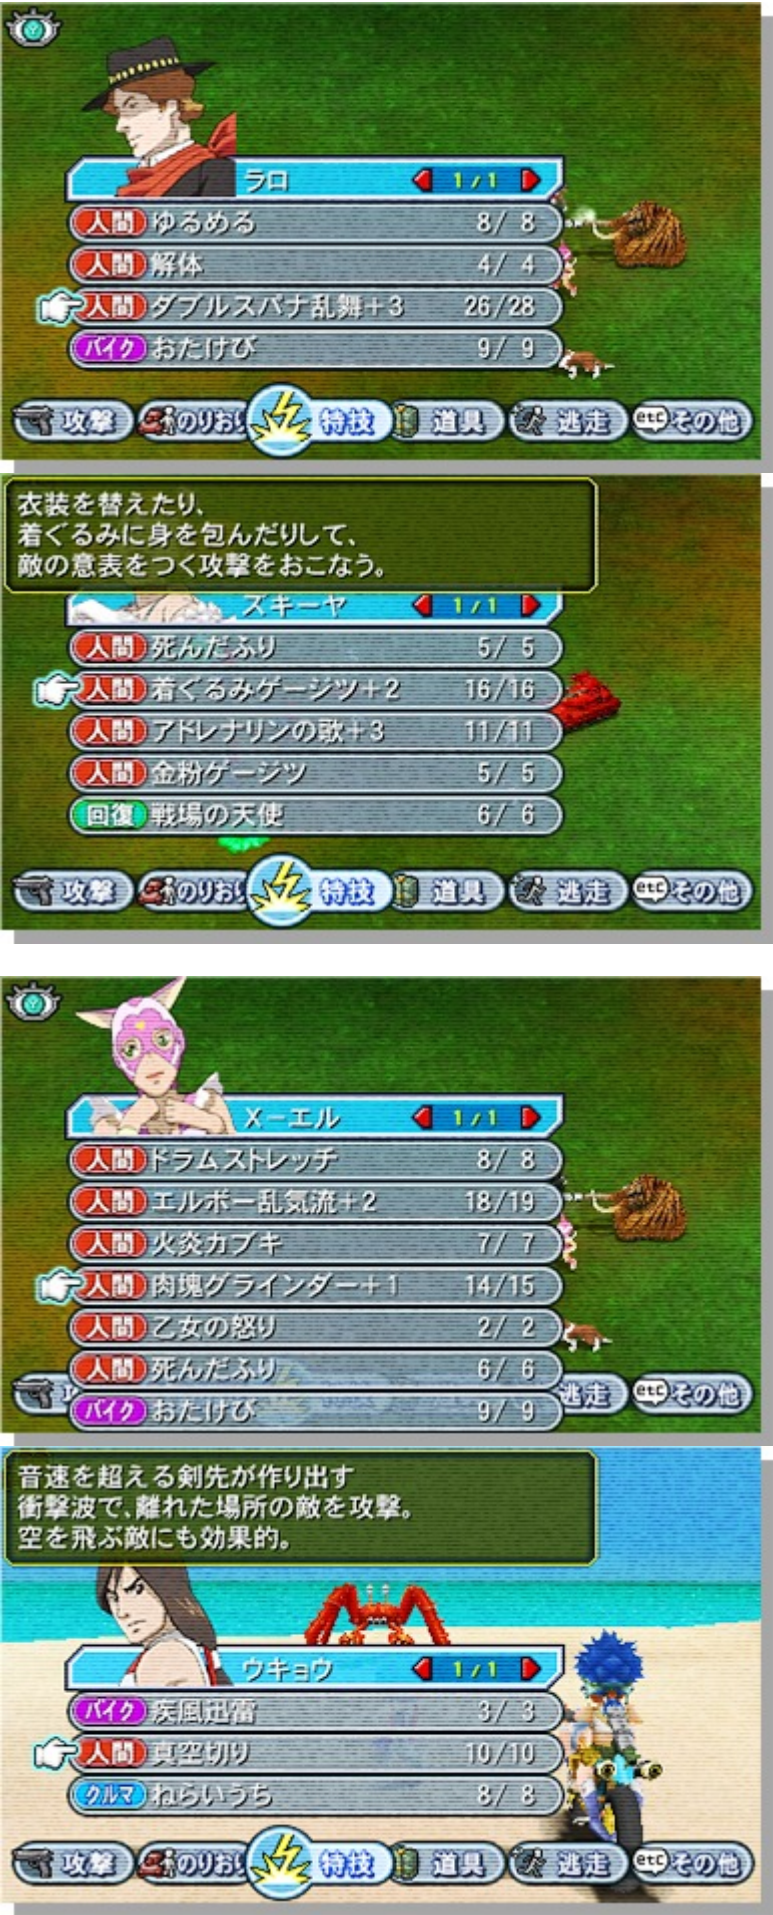 ラロ 1/1
人間 ゆるめる 8/ 8
人間 解体 4/ 4
人間 ダブルスパナ乱舞+3 26/28
バイク おたけび 9/ 9
攻撃 のりおり 特技 道具 逃走 etc その他
衣装を替えたり、
着ぐるみに身を包んだりして、
敵の意表をつく攻撃をおこなう。
ズキーヤ 1/1
人間 死んだふり 5/ 5
人間 着ぐるみゲージツ+2 16/16
人間 アドレナリンの歌+3 11/11
人間 金粉ゲージツ 5/ 5
回復 戦場の天使 6/ 6
攻撃 のりおり 特技 道具 逃走 etc その他
X-エル 1/1
人間 ドラムストレッチ 8/ 8
人間 エルボー乱気流+2 18/19
人間 火炎カブキ 7/ 7
人間 肉塊グラインダー+1 14/15
人間 乙女の怒り 2/ 2
人間 死んだふり 6/ 6
逃走 etc その他
バイク おたけび 9/ 9
音速を超える剣先が作り出す
衝撃波で、離れた場所の敵を攻撃。
空を飛ぶ敵にも効果的。
ウキョウ 1/1
バイク 疾風迅雷 3/ 3
人間 真空切り 10/10
クルマ ねらいうち 8/ 8
攻撃 のりおり 特技 道具 逃走 etc その他